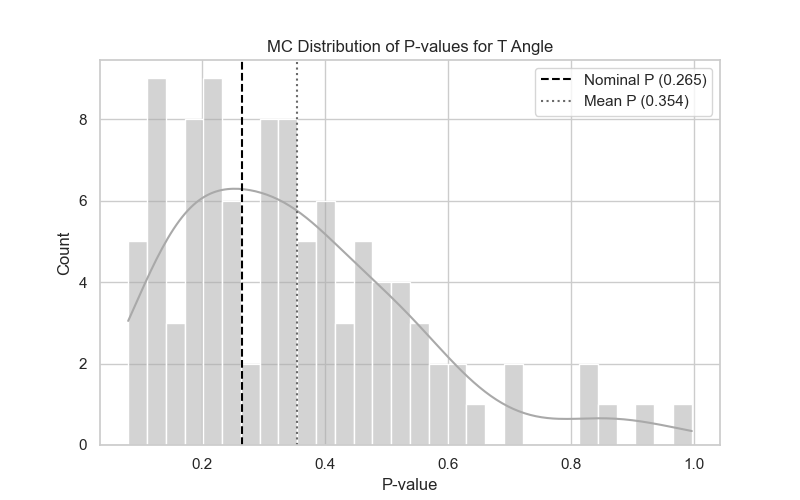 MC Distribution of P-values for T Angle
Nominal P (0.265)
Mean P (0.354)
Count
8
6
4
2
0
0.2 0.4 0.6 0.8 1.0
P-value